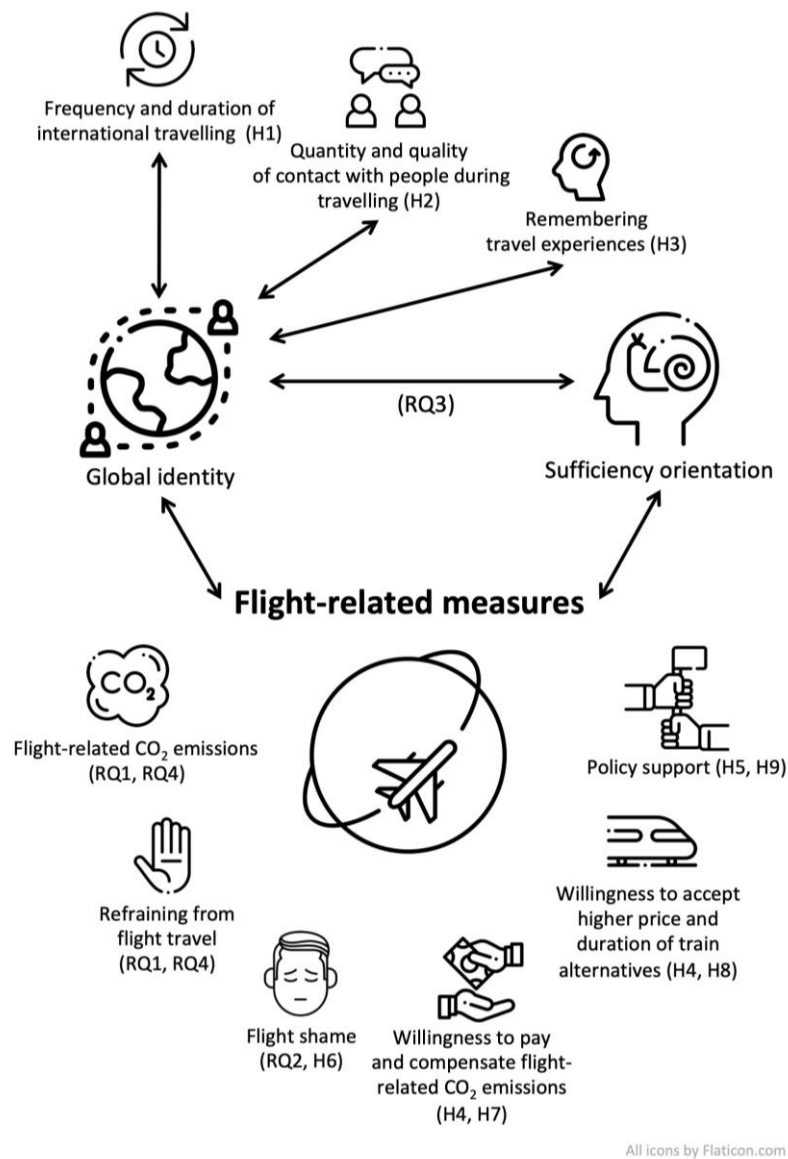 Frequency and duration of
international travelling (H1)
Quantity and quality
of contact with people during
travelling (H2)
Remembering
travel experiences (H3)
(RQ3)
Global identity
Sufficiency orientation
Flight-related measures
CO₂
Flight-related CO₂ emissions
(RQ1, RQ4)
Policy support (H5, H9)
Refraining from
flight travel
(RQ1, RQ4)
Willingness to accept
higher price and
duration of train
alternatives (H4, H8)
Flight shame
(RQ2, H6)
Willingness to pay
and compensate flight-
related CO₂ emissions
(H4, H7)
All icons by Flaticon.com